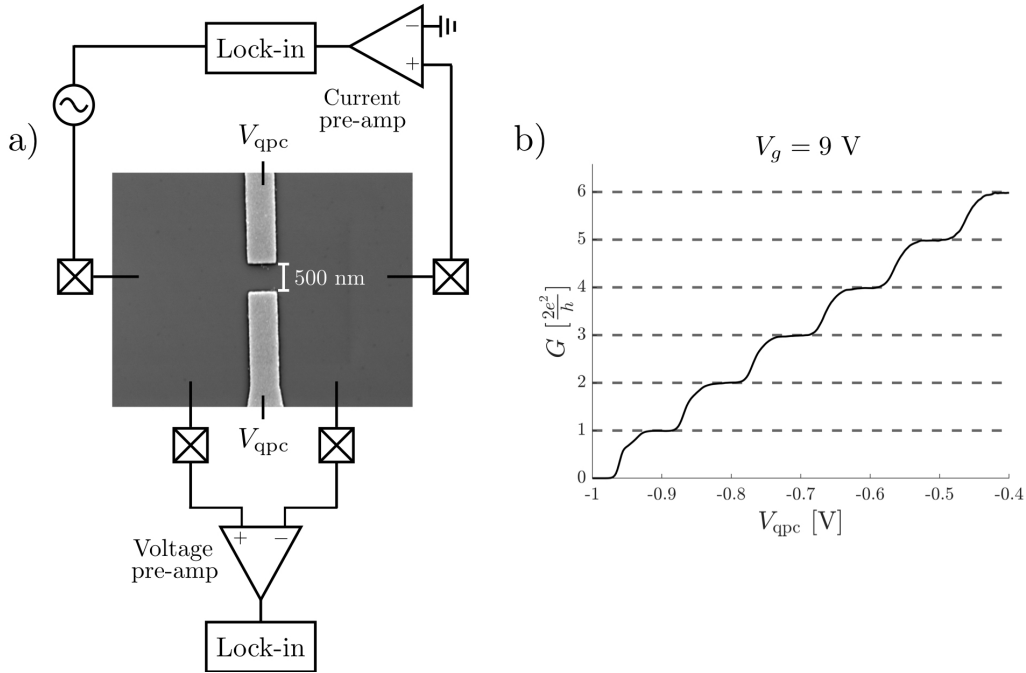 a)
Lock-in
−
+
Current
pre-amp
V_qpc
500 nm
V_qpc
+ −
Voltage
pre-amp
Lock-in
b)
V_g = 9 V
G [2e²/h]
6
5
4
3
2
1
0
-1 -0.9 -0.8 -0.7 -0.6 -0.5 -0.4
V_qpc [V]